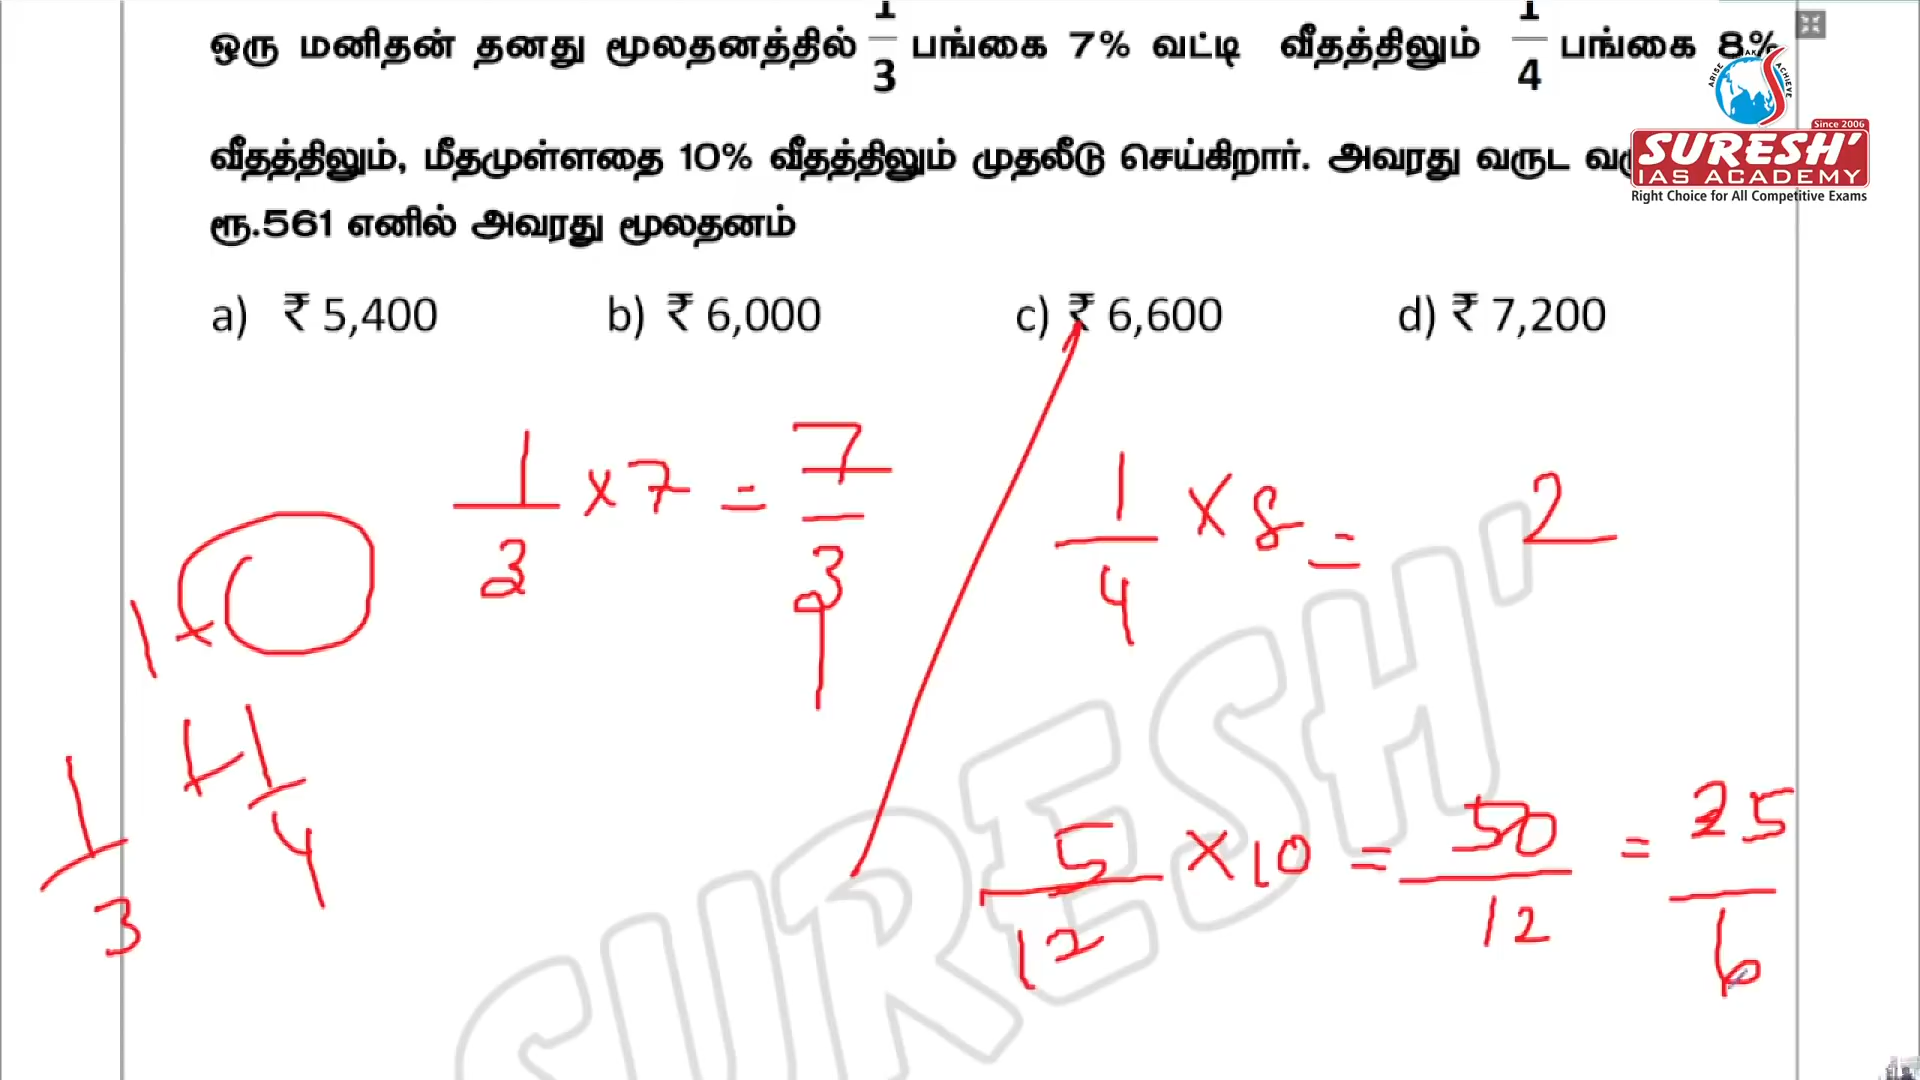 ஒரு மனிதன் தனது மூலதனத்தில் 1/3 பங்கை 7% வட்டி வீதத்திலும் 1/4 பங்கை 8%
வீதத்திலும், மீதமுள்ளதை 10% வீதத்திலும் முதலீடு செய்கிறார். அவரது வருட
ரூ.561 எனில் அவரது மூலதனம்
a) ₹ 5,400 b) ₹ 6,000 c) ₹ 6,600 d) ₹ 7,200
ARISE ACHIEVE
Since 2006
SURESH'
IAS ACADEMY
Right Choice for All Competitive Exams
1/3 × 7 = 7/3
1/4 × 8 = 2
1/3 + 1/4
5/12 × 10 = 50/12 = 25/6
SURESH'